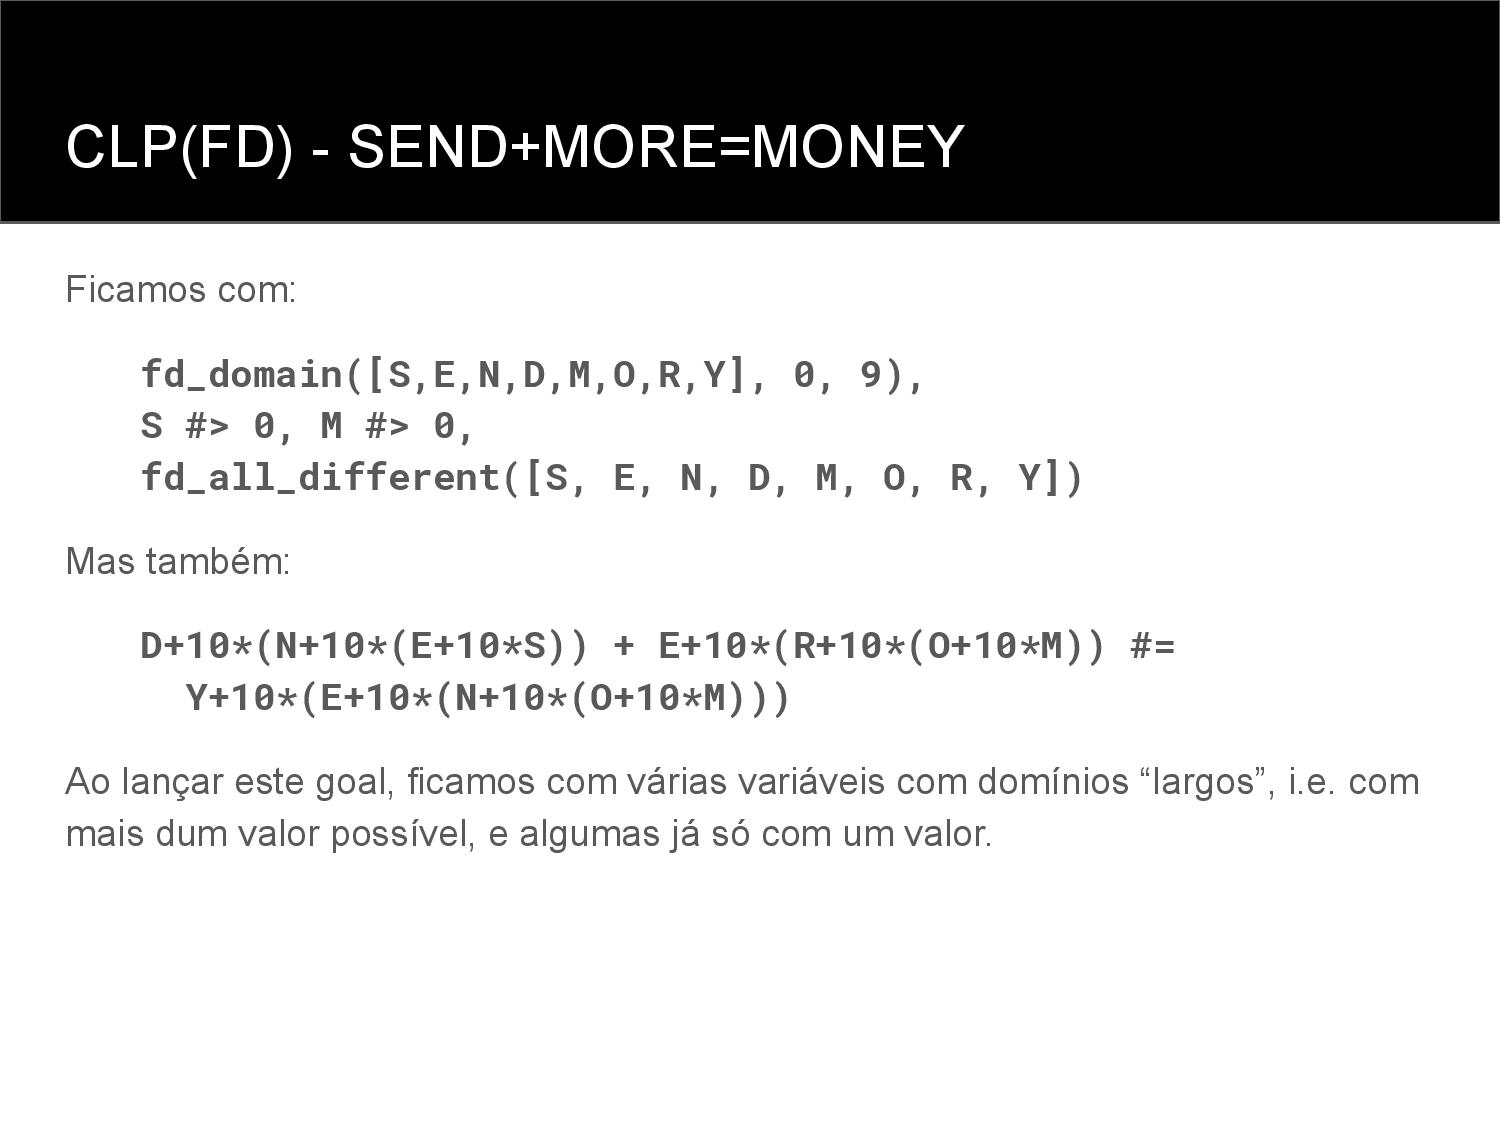 CLP(FD) - SEND+MORE=MONEY
Ficamos com:
fd_domain([S,E,N,D,M,O,R,Y], 0, 9),
S #> 0, M #> 0,
fd_all_different([S, E, N, D, M, O, R, Y])
Mas também:
D+10*(N+10*(E+10*S)) + E+10*(R+10*(O+10*M)) #=
Y+10*(E+10*(N+10*(O+10*M)))
Ao lançar este goal, ficamos com várias variáveis com domínios “largos”, i.e. com
mais dum valor possível, e algumas já só com um valor.